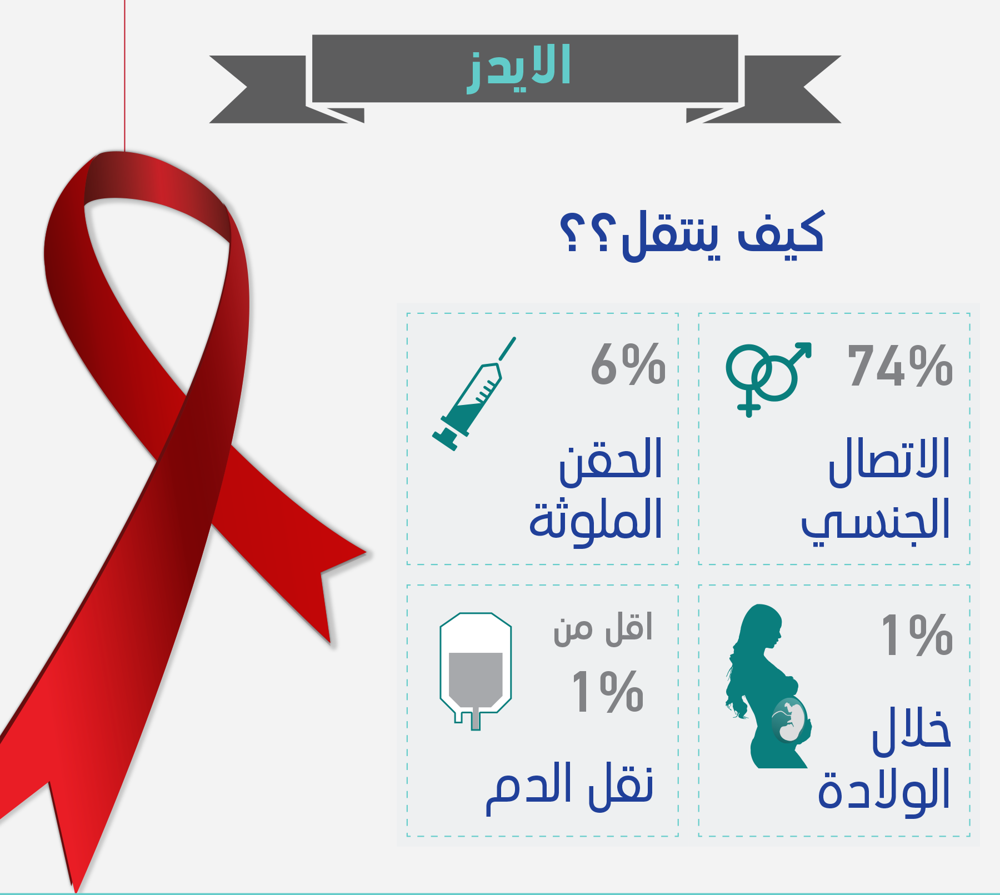 الايدز
كيف ينتقل؟؟
74%
الاتصال
الجنسي
6%
الحقن
الملوثة
1%
خلال
الولادة
اقل من
1%
نقل الدم